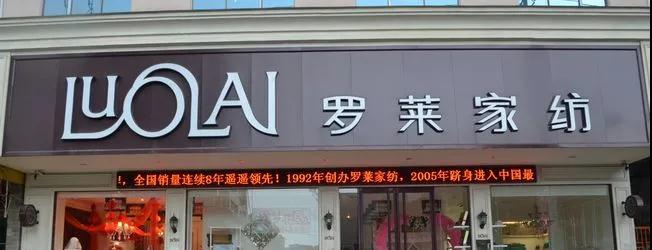 LUOLAI 罗莱家纺
!,全国销量连续8年遥遥领先!1992年创办罗莱家纺,2005年跻身进入中国最